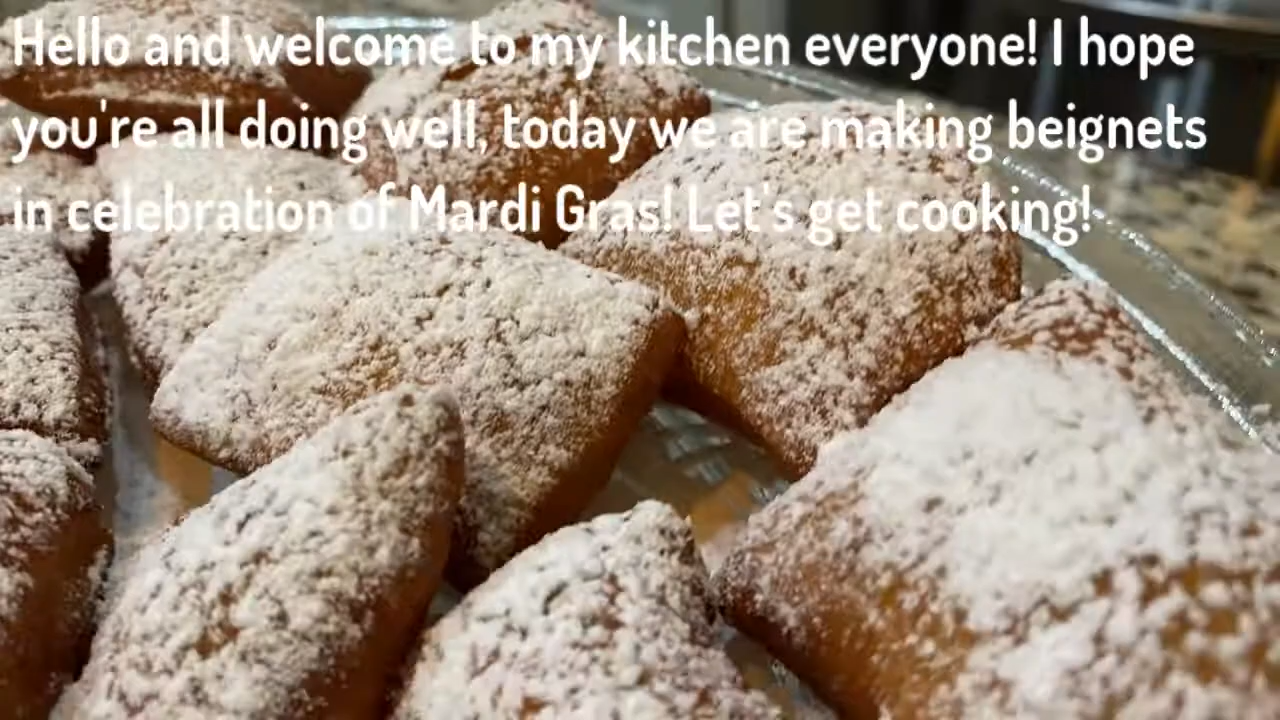 Hello and welcome to my kitchen everyone! I hope
you're all doing well, today we are making beignets
in celebration of Mardi Gras! Let's get cooking!